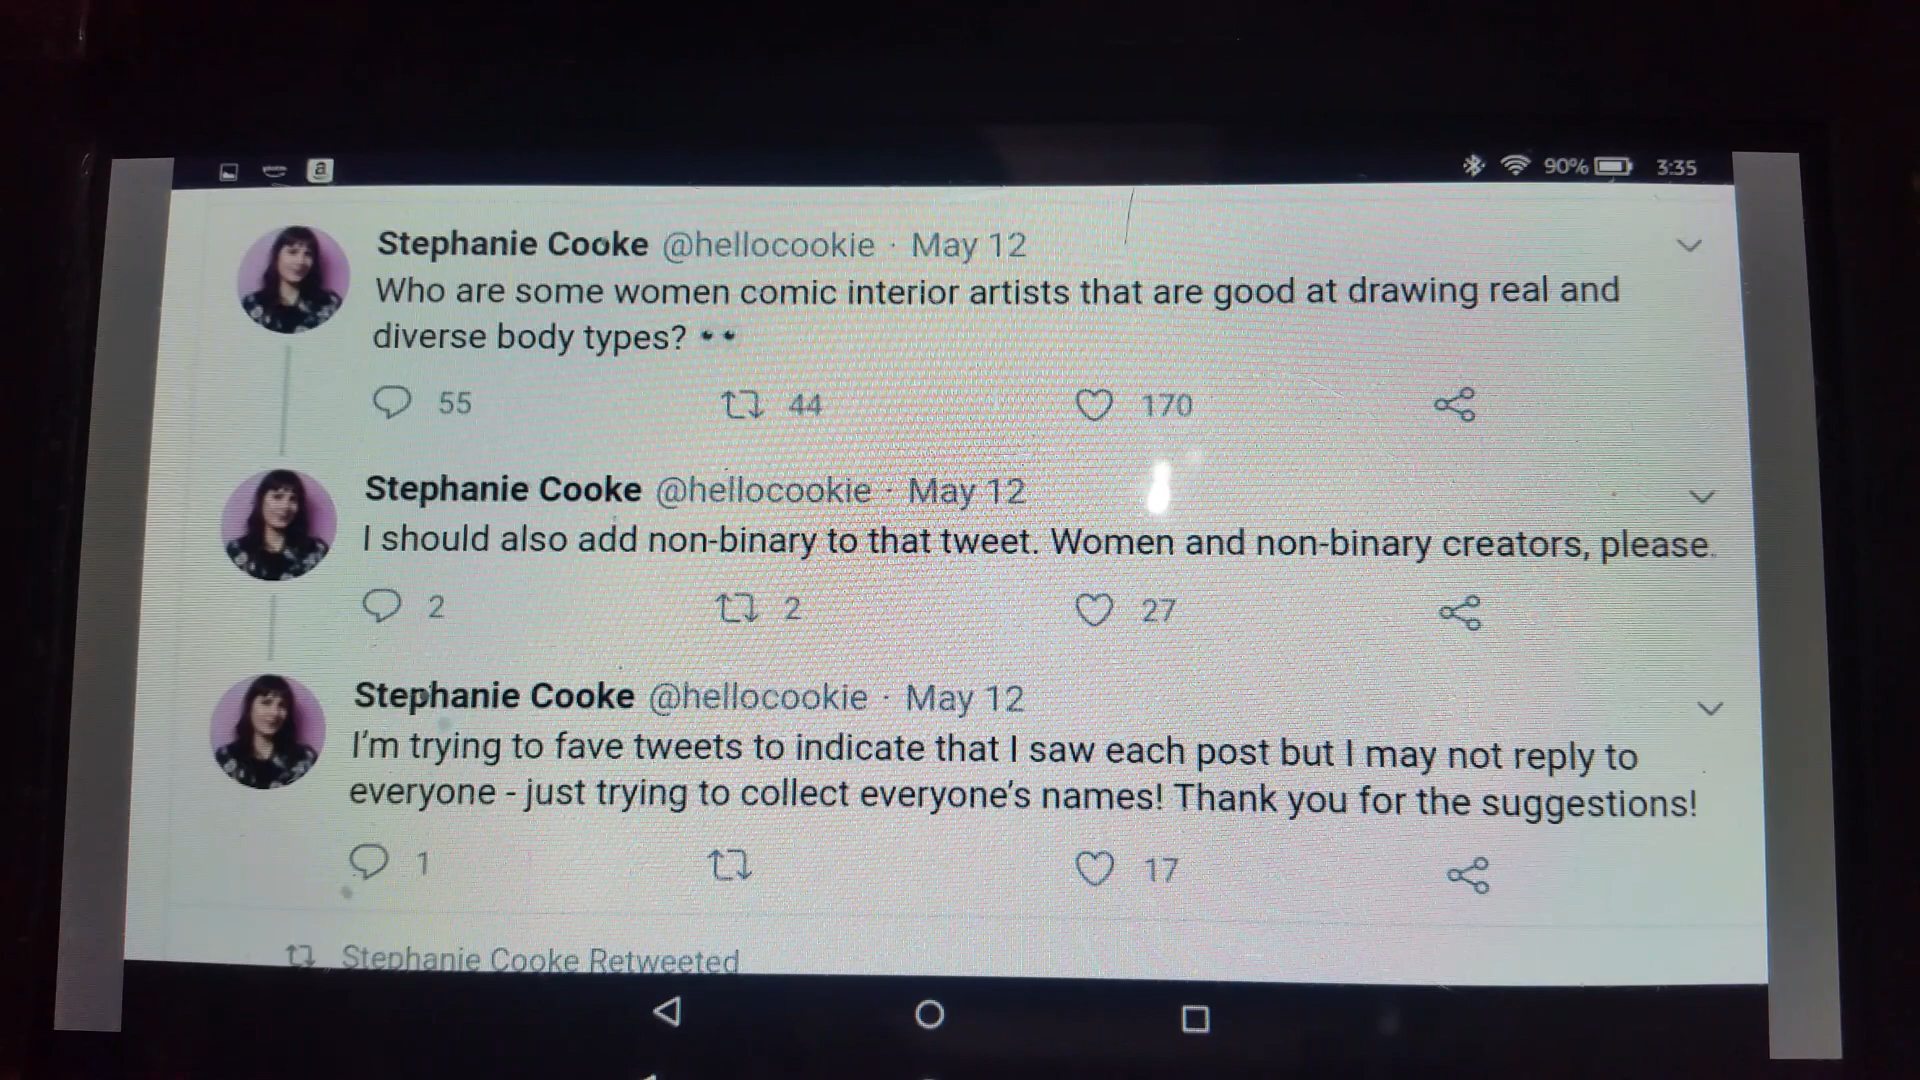 a 90% 3:35
Stephanie Cooke @hellocookie · May 12
Who are some women comic interior artists that are good at drawing real and
diverse body types? 👀
55 44 170
Stephanie Cooke @hellocookie · May 12
I should also add non-binary to that tweet. Women and non-binary creators, please.
2 2 27
Stephanie Cooke @hellocookie · May 12
I'm trying to fave tweets to indicate that I saw each post but I may not reply to
everyone - just trying to collect everyone's names! Thank you for the suggestions!
1 17
Stephanie Cooke Retweeted